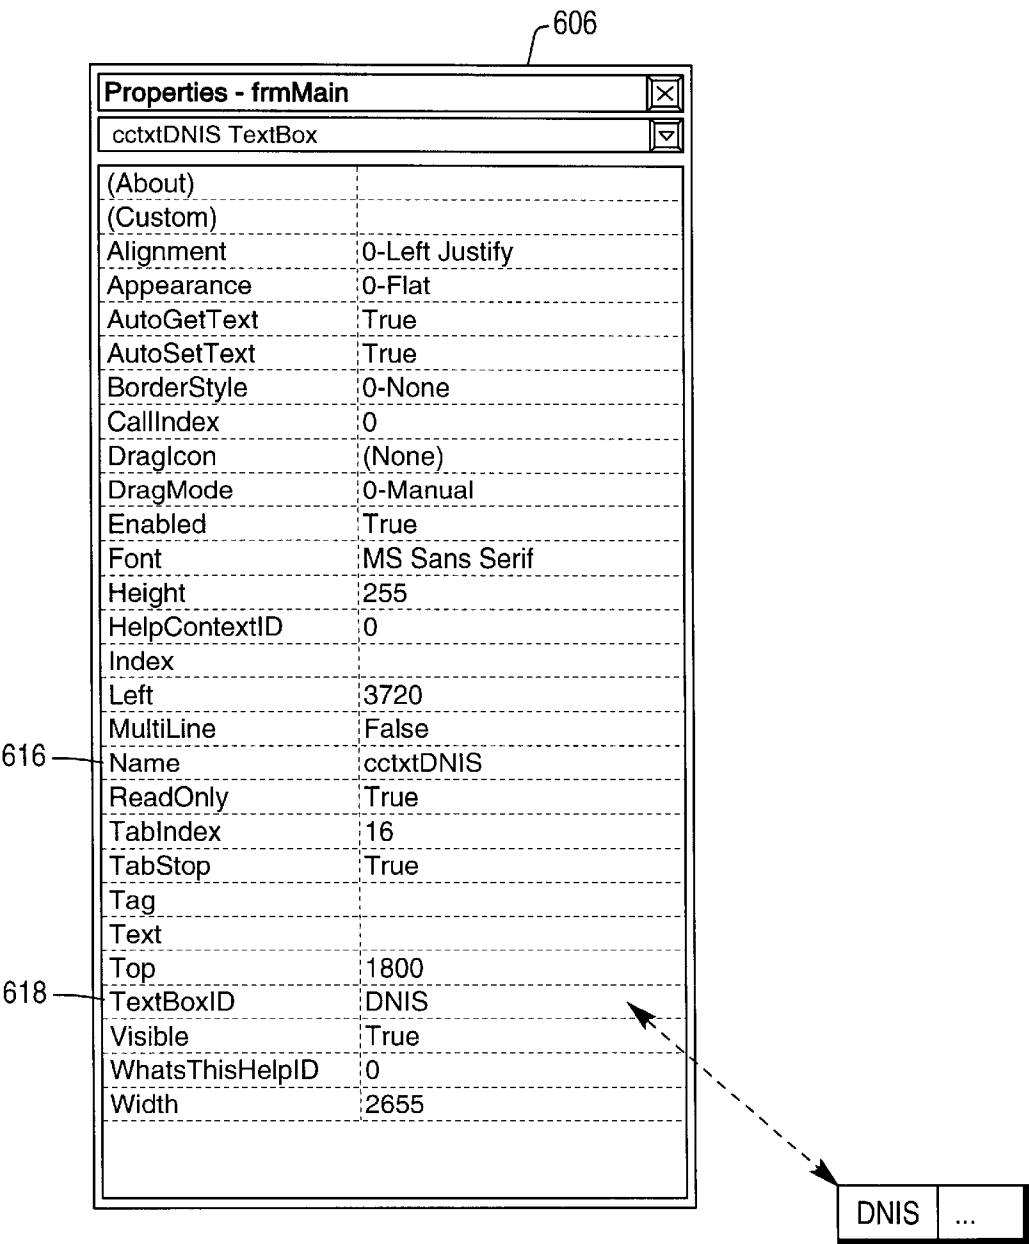 606
Properties - frmMain
cctxtDNIS TextBox
(About)
(Custom)
Alignment 0-Left Justify
Appearance 0-Flat
AutoGetText True
AutoSetText True
BorderStyle 0-None
CallIndex 0
DragIcon (None)
DragMode 0-Manual
Enabled True
Font MS Sans Serif
Height 255
HelpContextID 0
Index
Left 3720
MultiLine False
616 Name cctxtDNIS
ReadOnly True
TabIndex 16
TabStop True
Tag
Text
Top 1800
618 TextBoxID DNIS
Visible True
WhatsThisHelpID 0
Width 2655
DNIS ...